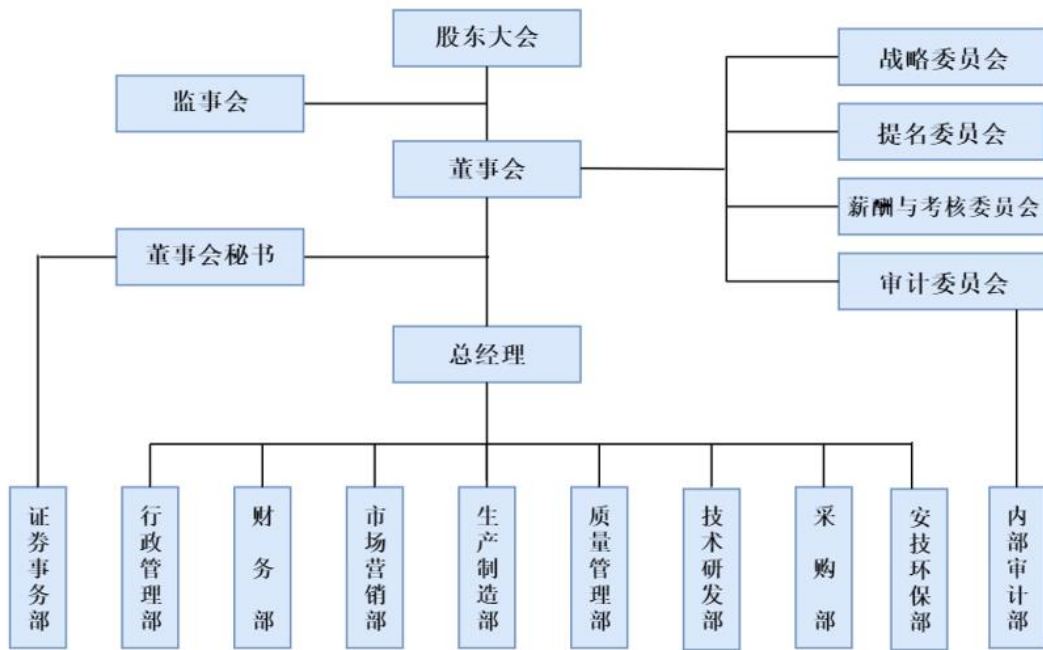 股东大会
战略委员会
监事会
提名委员会
董事会
薪酬与考核委员会
董事会秘书
审计委员会
总经理
证券事务部
行政管理部
财务部
市场营销部
生产制造部
质量管理部
技术研发部
采购部
安技环保部
内部审计部